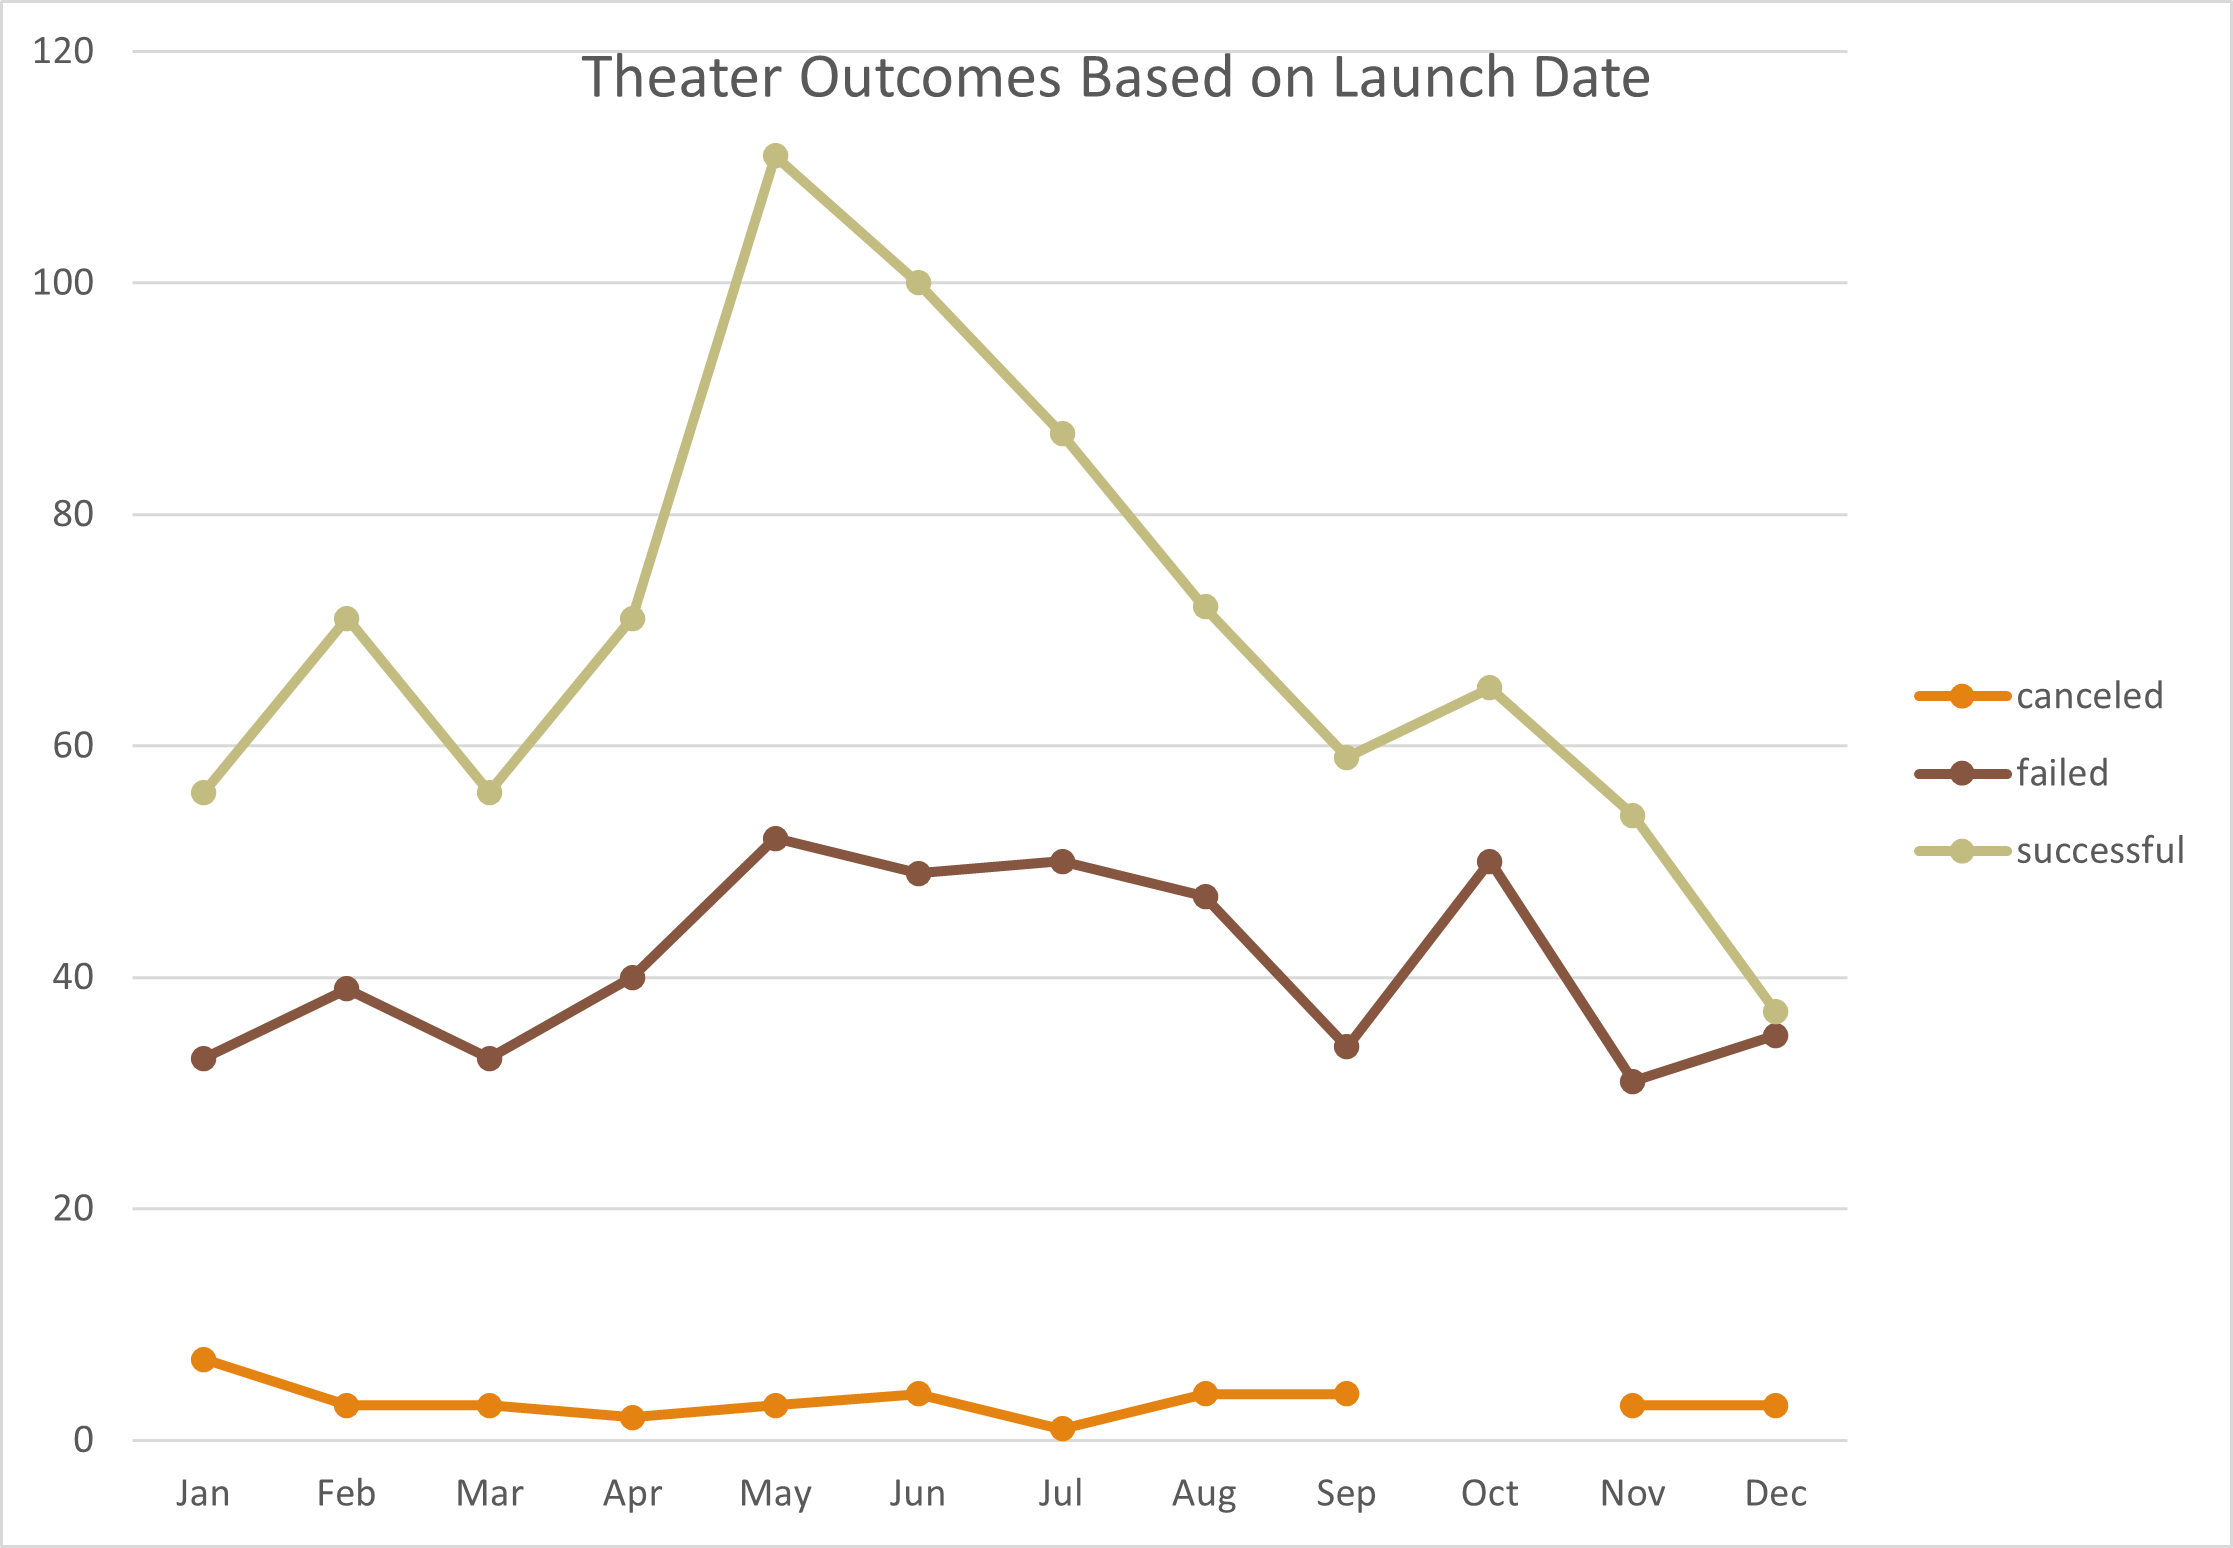 Theater Outcomes Based on Launch Date
120
100
80
60
40
20
0
Jan Feb Mar Apr May Jun Jul Aug Sep Oct Nov Dec
canceled
failed
successful